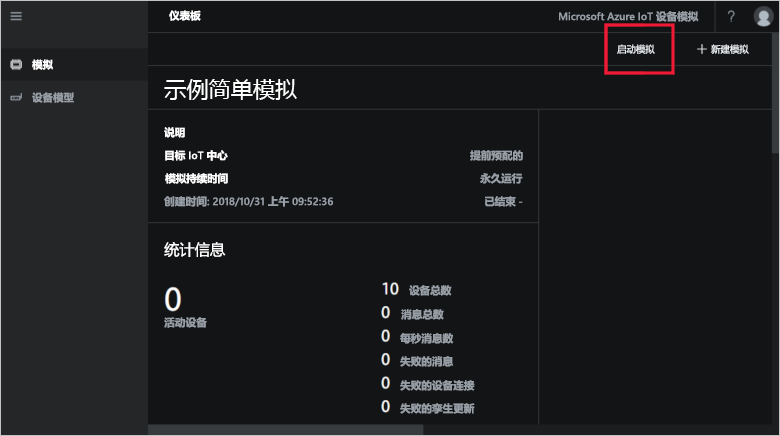 仪表板
Microsoft Azure IoT 设备模拟
?
启动模拟
+ 新建模拟
模拟
设备模型
示例简单模拟
说明
目标 IoT 中心 提前预配的
模拟持续时间 永久运行
创建时间: 2018/10/31 上午 09:52:36 已结束 -
统计信息
0
活动设备
10 设备总数
0 消息总数
0 每秒消息数
0 失败的消息
0 失败的设备连接
0 失败的孪生更新